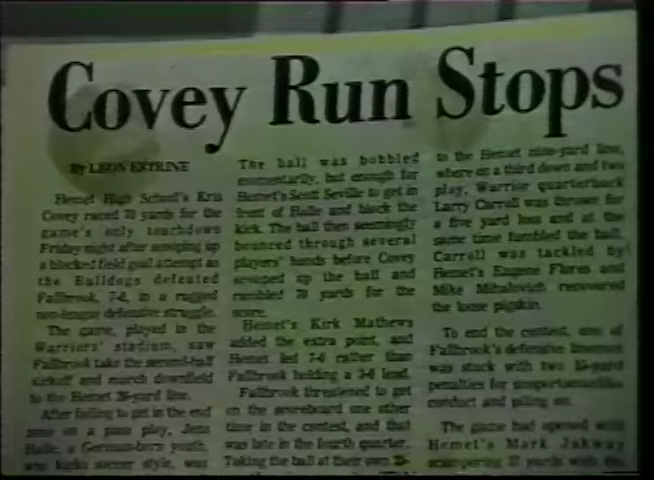 Covey Run Stops
By LEON ESTRINE
Hemet High School's Kris
Covey raced 70 yards for the
game's only touchdown
Friday night after scooping up
a blocked field goal attempt as
the Bulldogs defeated
Fallbrook, 7-0, in a rugged
non-league defensive struggle.
The game, played in the
Warriors' stadium, saw
Fallbrook take the second-half
kickoff and march downfield
to the Hemet
After failing to get in the end
zone on a pass play, Jens
Halle, a German-born youth,
who kicks soccer style, was
The ball was bobbled
momentarily, but enough for
Hemet's Scott Seville to get in
front of Halle and block the
kick. The ball then seemingly
bounced through several
players' hands before Covey
scooped up the ball and
rambled 70 yards for the
score.
Hemet's Kirk Mathews
added the extra point, and
Hemet led 7-0 rather than
Fallbrook holding a 3-0 lead.
Fallbrook threatened to get
on the scoreboard one other
time in the contest, and that
was late in the fourth quarter.
Taking the ball at their own
to the Hemet nine-yard line,
where on a third down and two
play, Warrior quarterback
Larry Carroll was thrown for
a five yard loss and at the
same time fumbled the ball.
Carroll was tackled by
Hemet's Eugene Flores and
Mike Mihalovich recovered
the loose pigskin.
To end the contest, one of
Fallbrook's defensive linesmen
was stuck with two 15-yard
penalties for unsportsmanlike
conduct and piling on.
The game had opened with
Hemet's Mark Jakway
scampering yards with the